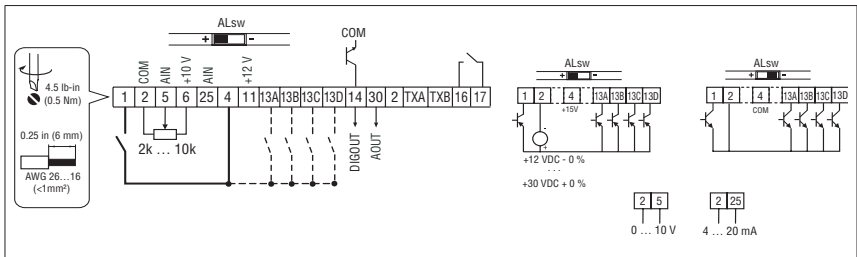 ALsw
+ -
COM
4.5 lb-in
(0.5 Nm)
0.25 in (6 mm)
AWG 26...16
(<1mm²)
COM
AIN
+10 V
AIN
+12 V
1 2 5 6 25 4 11 13A 13B 13C 13D 14 30 2 TXA TXB 16 17
2k ... 10k
DIGOUT
AOUT
ALsw
+ -
1 2 4 13A 13B 13C 13D
+15V
+12 VDC - 0 %
...
+30 VDC + 0 %
ALsw
+ -
1 2 4 13A 13B 13C 13D
COM
2 5
0 ... 10 V
2 25
4 ... 20 mA